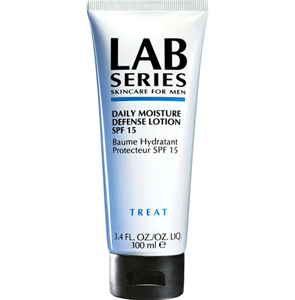 LAB
SERIES
SKINCARE FOR MEN
DAILY MOISTURE
DEFENSE LOTION
SPF 15
Baume Hydratant
Protecteur SPF 15
TREAT
3.4 FL. OZ./OZ. LIQ.
100 ml ℮